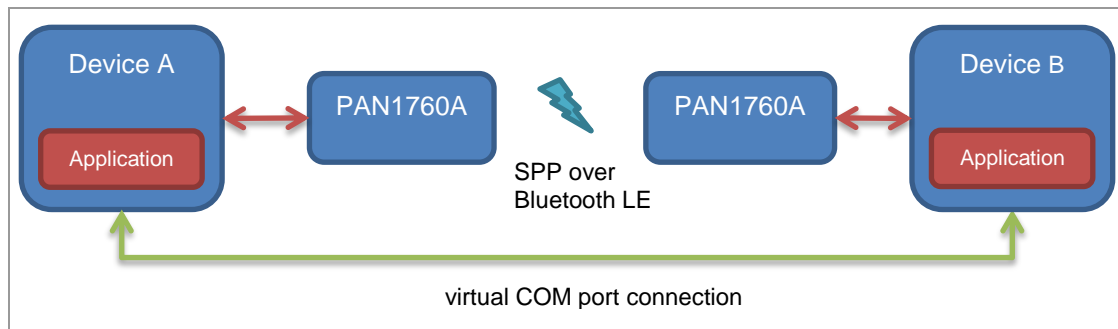 Device A
Application
PAN1760A
SPP over
Bluetooth LE
PAN1760A
Device B
Application
virtual COM port connection